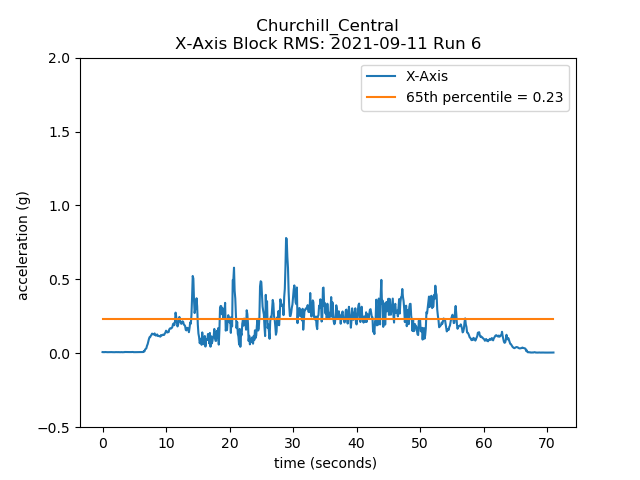 Churchill_Central
X-Axis Block RMS: 2021-09-11 Run 6
2.0
1.5
1.0
0.5
0.0
−0.5
acceleration (g)
X-Axis
65th percentile = 0.23
0 10 20 30 40 50 60 70
time (seconds)